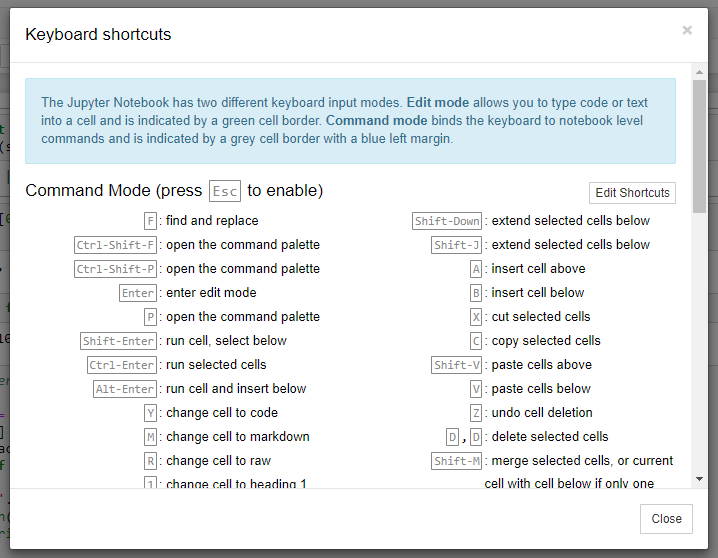 Keyboard shortcuts
×
The Jupyter Notebook has two different keyboard input modes. Edit mode allows you to type code or text
into a cell and is indicated by a green cell border. Command mode binds the keyboard to notebook level
commands and is indicated by a grey cell border with a blue left margin.
Command Mode (press Esc to enable)
Edit Shortcuts
F : find and replace
Ctrl-Shift-F : open the command palette
Ctrl-Shift-P : open the command palette
Enter : enter edit mode
P : open the command palette
Shift-Enter : run cell, select below
Ctrl-Enter : run selected cells
Alt-Enter : run cell and insert below
Y : change cell to code
M : change cell to markdown
R : change cell to raw
1 : change cell to heading 1
Shift-Down : extend selected cells below
Shift-J : extend selected cells below
A : insert cell above
B : insert cell below
X : cut selected cells
C : copy selected cells
Shift-V : paste cells above
V : paste cells below
Z : undo cell deletion
D , D : delete selected cells
Shift-M : merge selected cells, or current
cell with cell below if only one
Close